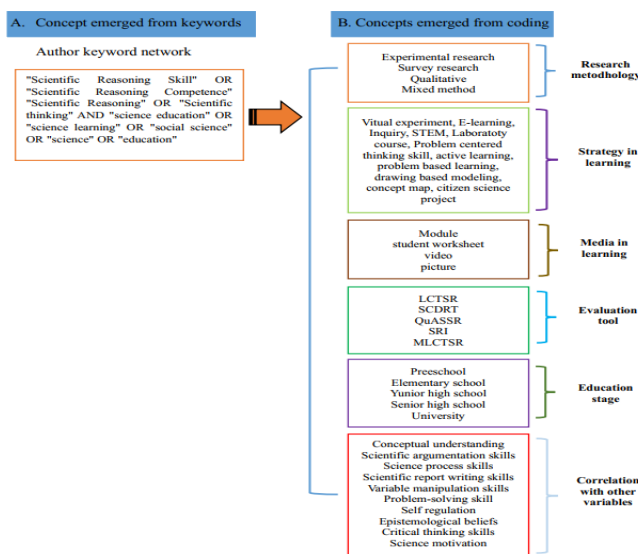 A. Concept emerged from keywords
Author keyword network
"Scientific Reasoning Skill" OR
"Scientific Reasoning Competence"
"Scientific Reasoning" OR "Scientific
thinking" AND "science education" OR
"science learning" OR "social science"
OR "science" OR "education"
B. Concepts emerged from coding
Experimental research
Survey research
Qualitative
Mixed method
Research
metodhology
Vitual experiment, E-learning,
Inquiry, STEM, Laboratoty
course, Problem centered
thinking skill, active learning,
problem based learning,
drawing based modeling,
concept map, citizen science
project
Strategy in
learning
Module
student worksheet
video
picture
Media in
learning
LCTSR
SCDRT
QuASSR
SRI
MLCTSR
Evaluation
tool
Preeschool
Elementary school
Yunior high school
Senior high school
University
Education
stage
Conceptual understanding
Scientific argumentation skills
Science process skills
Scientific report writing skills
Variable manipulation skills
Problem-solving skill
Self regulation
Epistemological beliefs
Critical thinking skills
Science motivation
Correlation
with other
variables